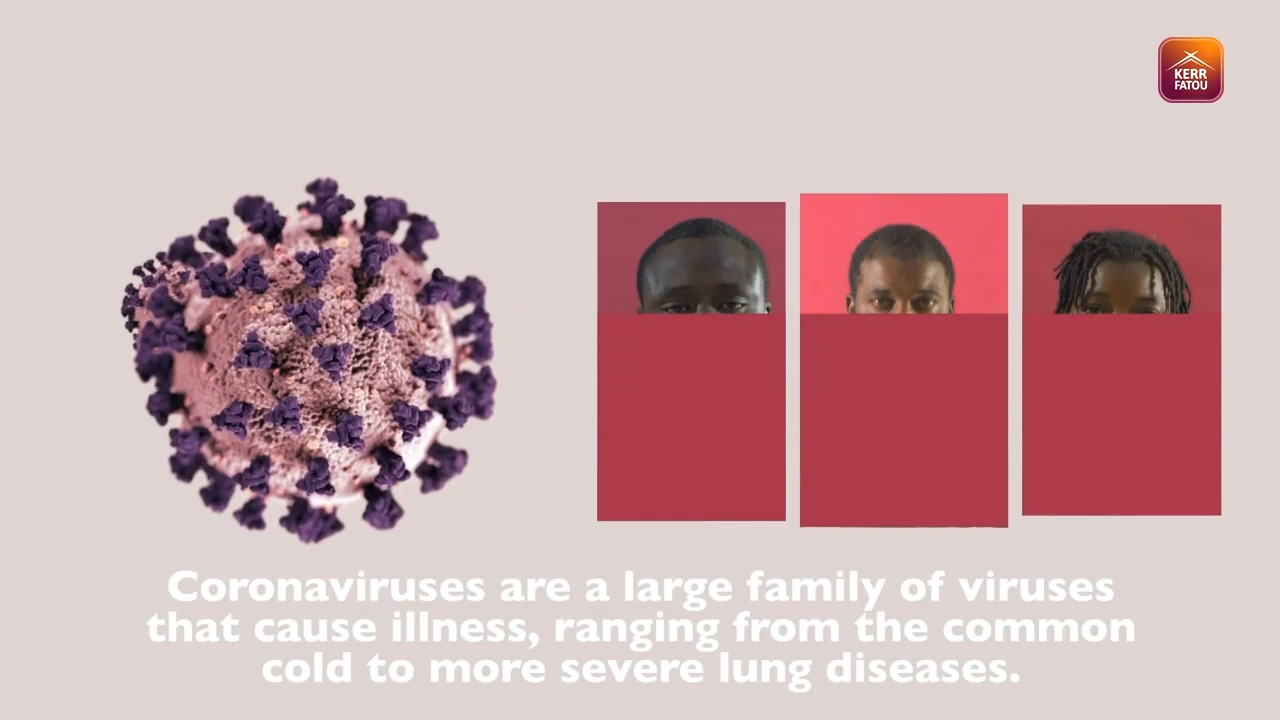 KERR
FATOU
Coronaviruses are a large family of viruses
that cause illness, ranging from the common
cold to more severe lung diseases.